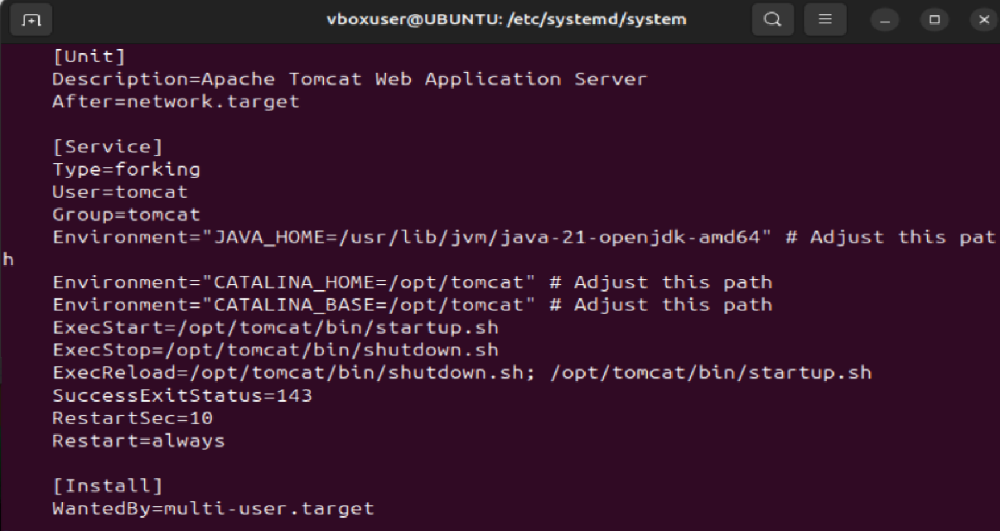 vboxuser@UBUNTU: /etc/systemd/system
[Unit]
Description=Apache Tomcat Web Application Server
After=network.target
[Service]
Type=forking
User=tomcat
Group=tomcat
Environment="JAVA_HOME=/usr/lib/jvm/java-21-openjdk-amd64" # Adjust this pat
h
Environment="CATALINA_HOME=/opt/tomcat" # Adjust this path
Environment="CATALINA_BASE=/opt/tomcat" # Adjust this path
ExecStart=/opt/tomcat/bin/startup.sh
ExecStop=/opt/tomcat/bin/shutdown.sh
ExecReload=/opt/tomcat/bin/shutdown.sh; /opt/tomcat/bin/startup.sh
SuccessExitStatus=143
RestartSec=10
Restart=always
[Install]
WantedBy=multi-user.target